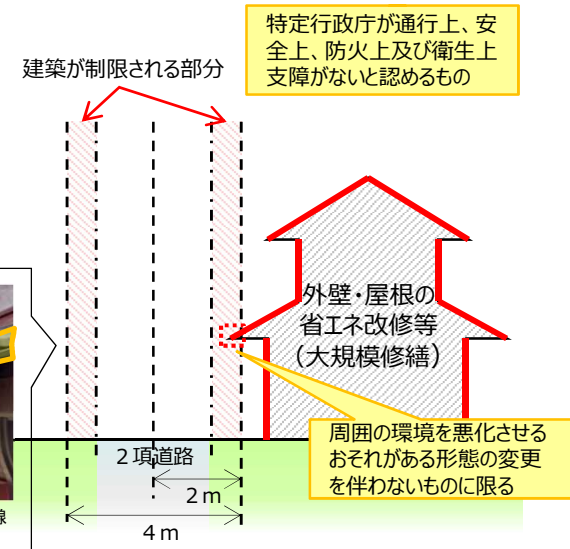 特定行政庁が通行上、安
全上、防火上及び衛生上
支障がないと認めるもの
建築が制限される部分
外壁・屋根の
省エネ改修等
（大規模修繕）
周囲の環境を悪化させる
おそれがある形態の変更
を伴わないものに限る
２項道路
２ｍ
４ｍ
線